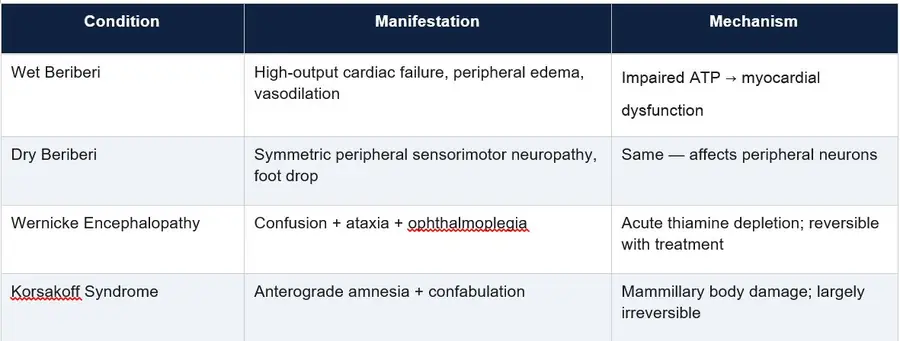 Condition
Manifestation
Mechanism
Wet Beriberi
High-output cardiac failure, peripheral edema,
vasodilation
Impaired ATP → myocardial
dysfunction
Dry Beriberi
Symmetric peripheral sensorimotor neuropathy,
foot drop
Same — affects peripheral neurons
Wernicke Encephalopathy
Confusion + ataxia + ophthalmoplegia
Acute thiamine depletion; reversible
with treatment
Korsakoff Syndrome
Anterograde amnesia + confabulation
Mammillary body damage; largely
irreversible